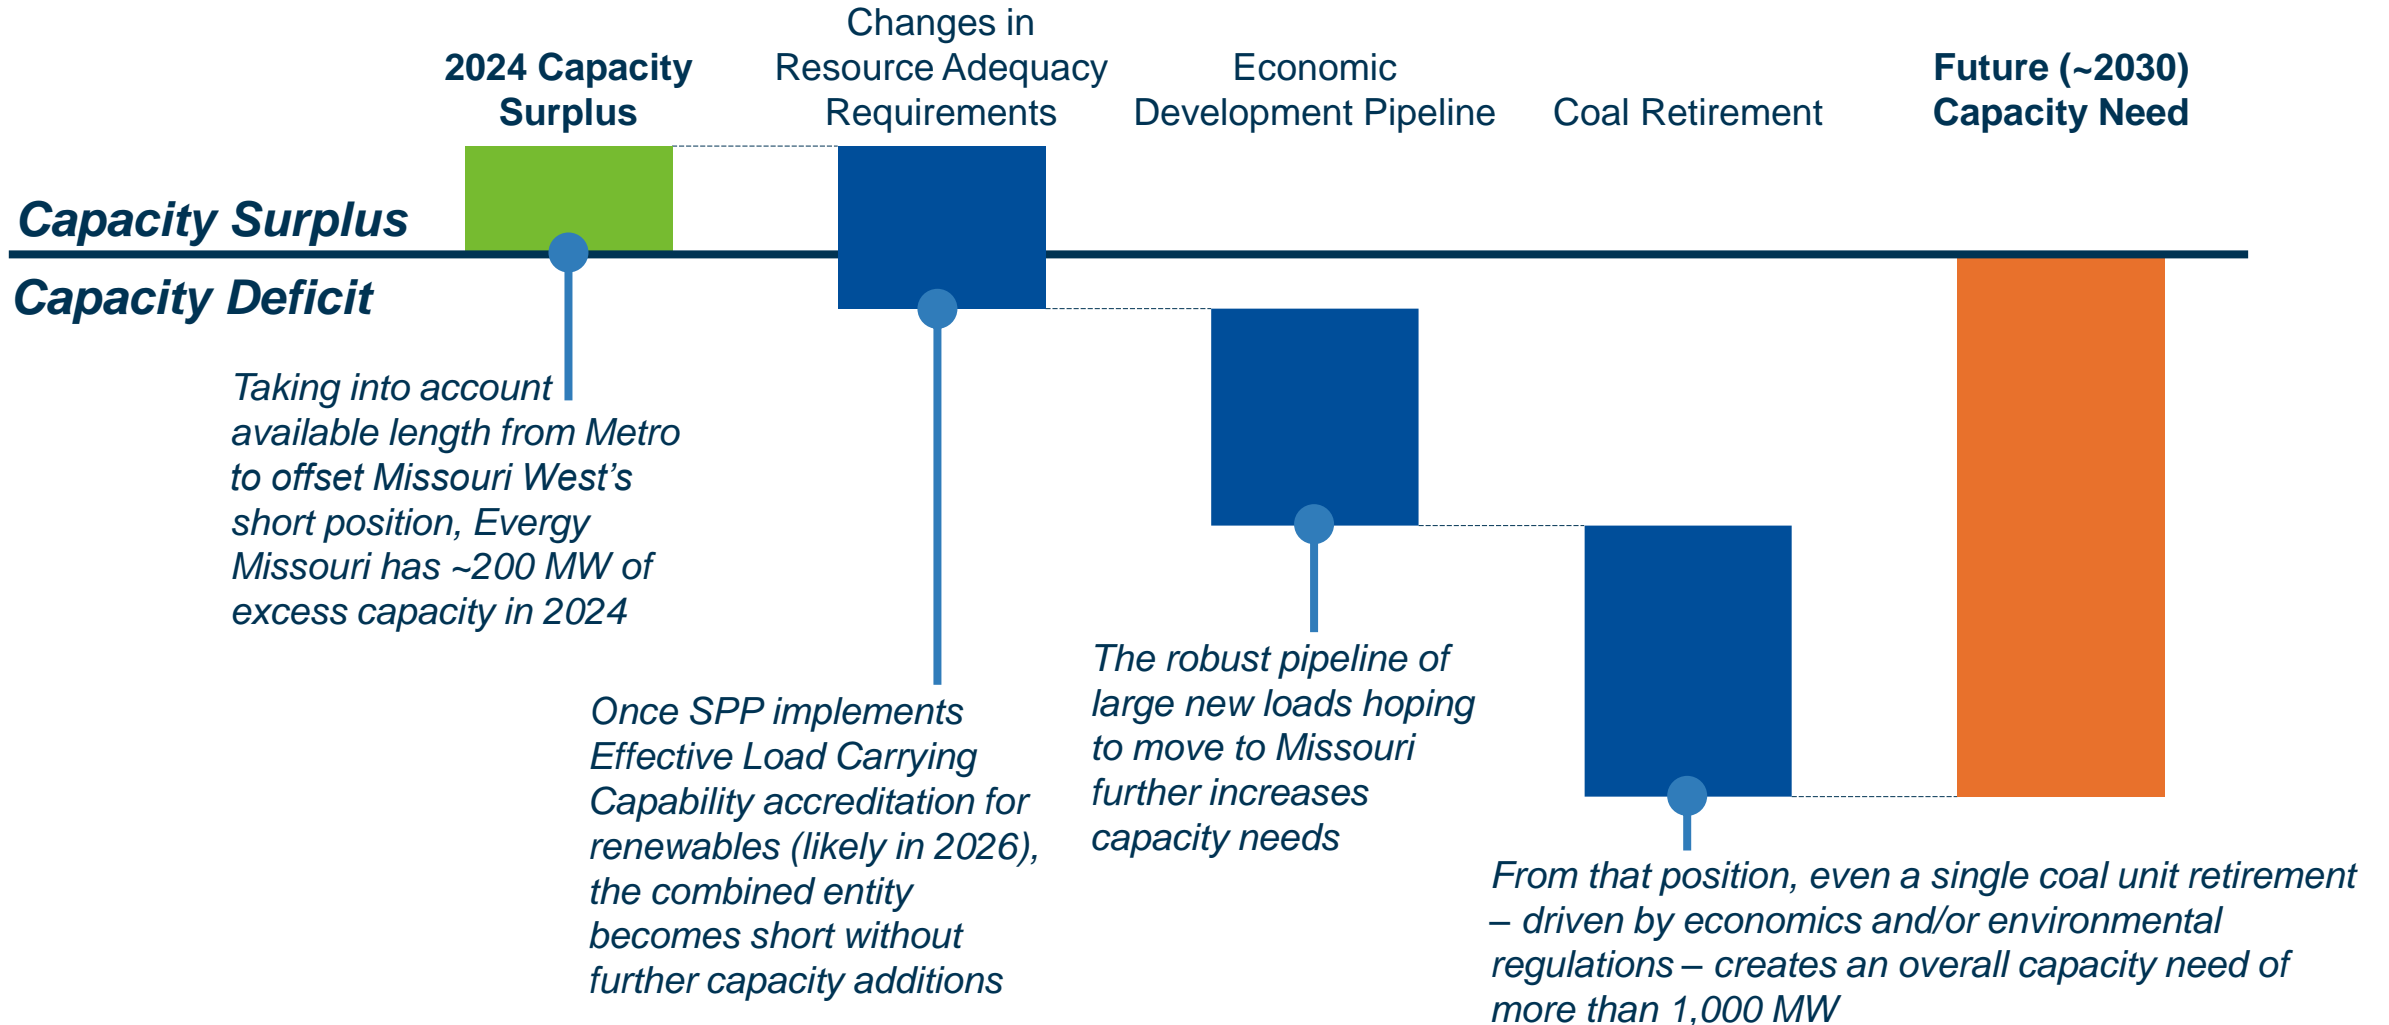 2024 Capacity
Surplus
Changes in
Resource Adequacy
Requirements
Economic
Development Pipeline
Coal Retirement
Future (~2030)
Capacity Need
Capacity Surplus
Capacity Deficit
Taking into account
available length from Metro
to offset Missouri West’s
short position, Evergy
Missouri has ~200 MW of
excess capacity in 2024
Once SPP implements
Effective Load Carrying
Capability accreditation for
renewables (likely in 2026),
the combined entity
becomes short without
further capacity additions
The robust pipeline of
large new loads hoping
to move to Missouri
further increases
capacity needs
From that position, even a single coal unit retirement
– driven by economics and/or environmental
regulations – creates an overall capacity need of
more than 1,000 MW